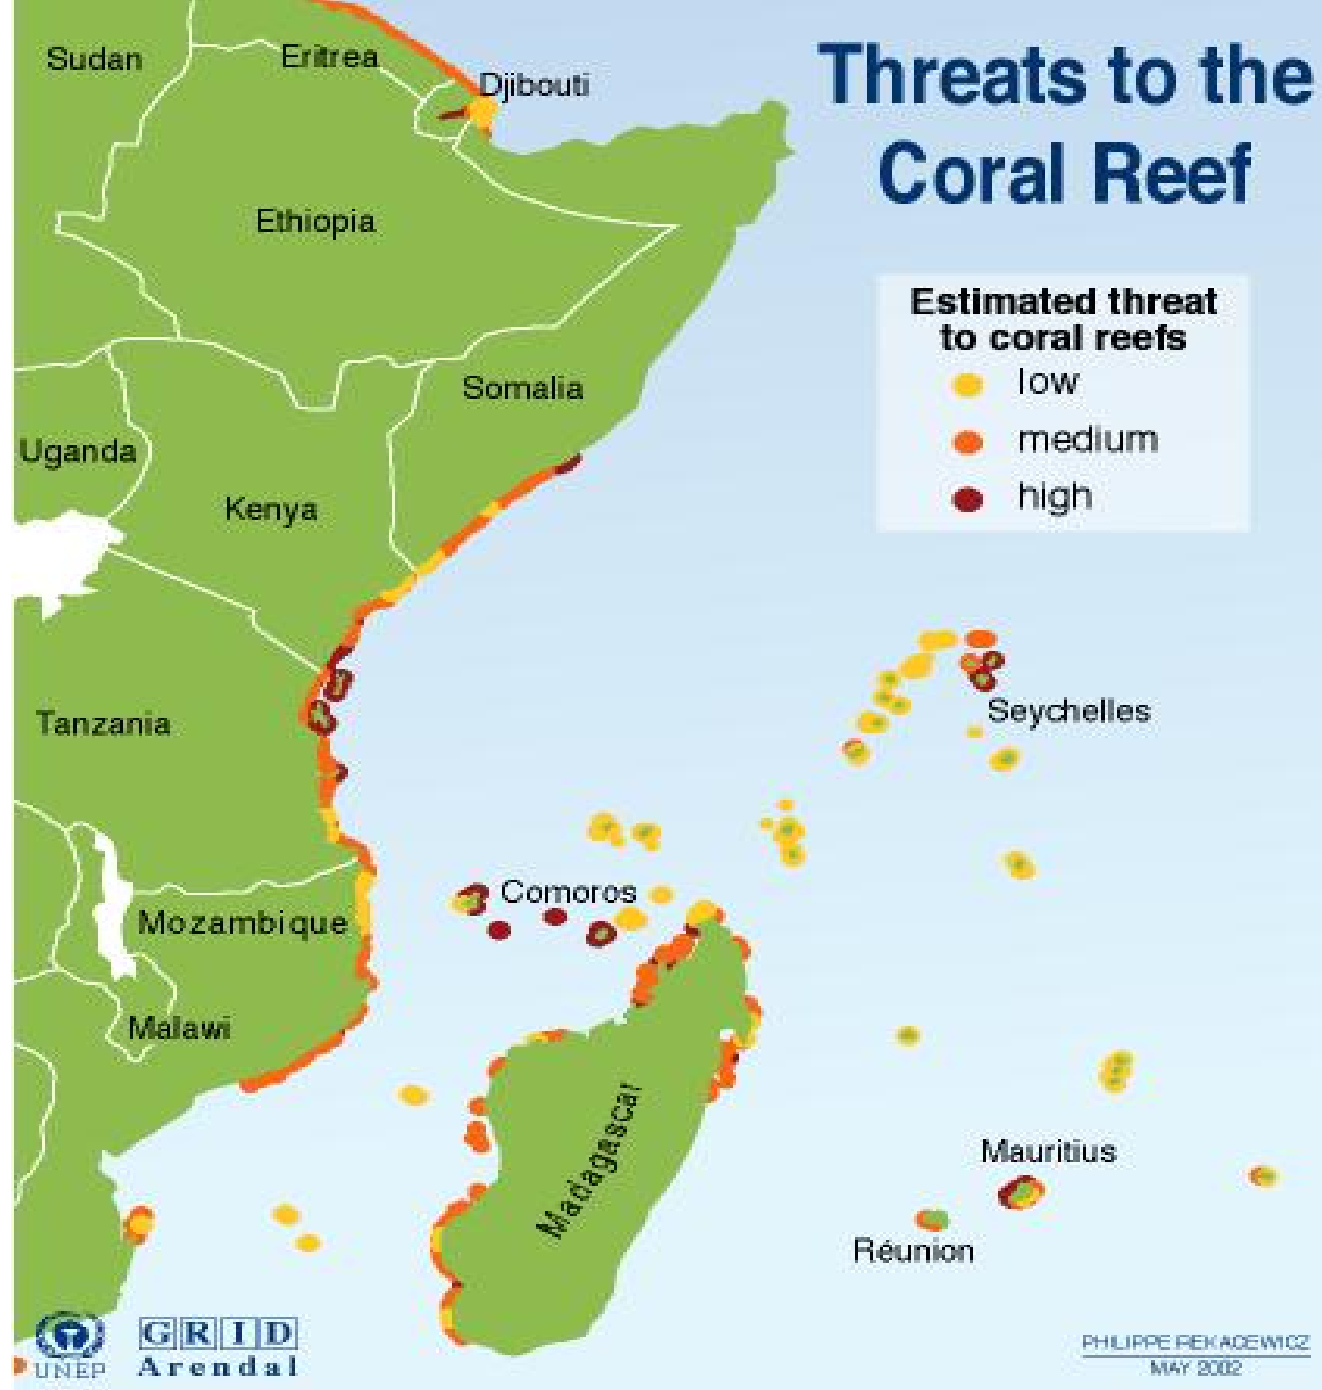 Threats to the
Coral Reef
Estimated threat
to coral reefs
low
medium
high
Sudan
Eritrea
Djibouti
Ethiopia
Somalia
Uganda
Kenya
Tanzania
Seychelles
Comoros
Mozambique
Malawi
Madagascar
Mauritius
Réunion
UNEP
GRID
Arendal
PHILIPPE REKACEWICZ
MAY 2002